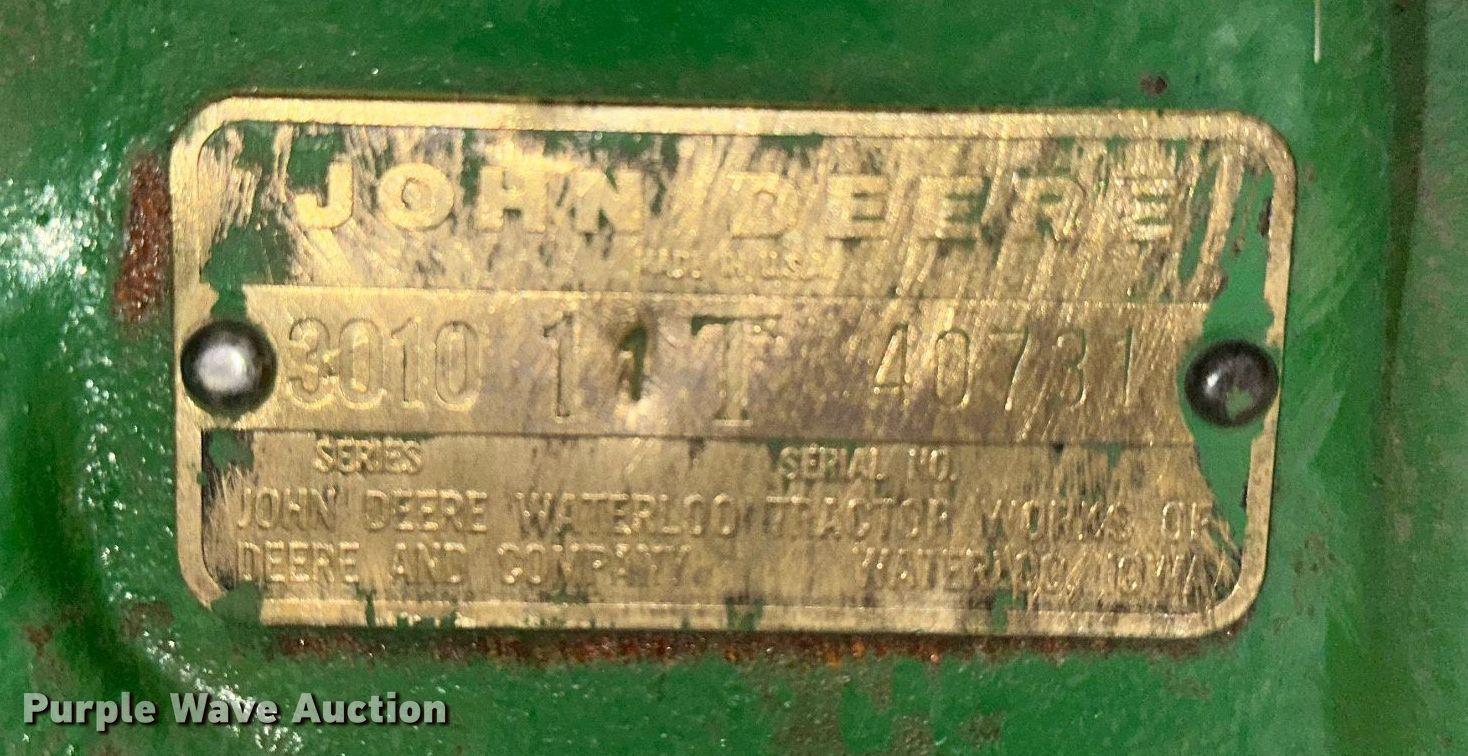 JOHN DEERE
MADE IN U.S.A.
3010 11T 40731
SERIES SERIAL NO.
JOHN DEERE WATERLOO TRACTOR WORKS OF
DEERE AND COMPANY WATERLOO, IOWA
Purple Wave Auction